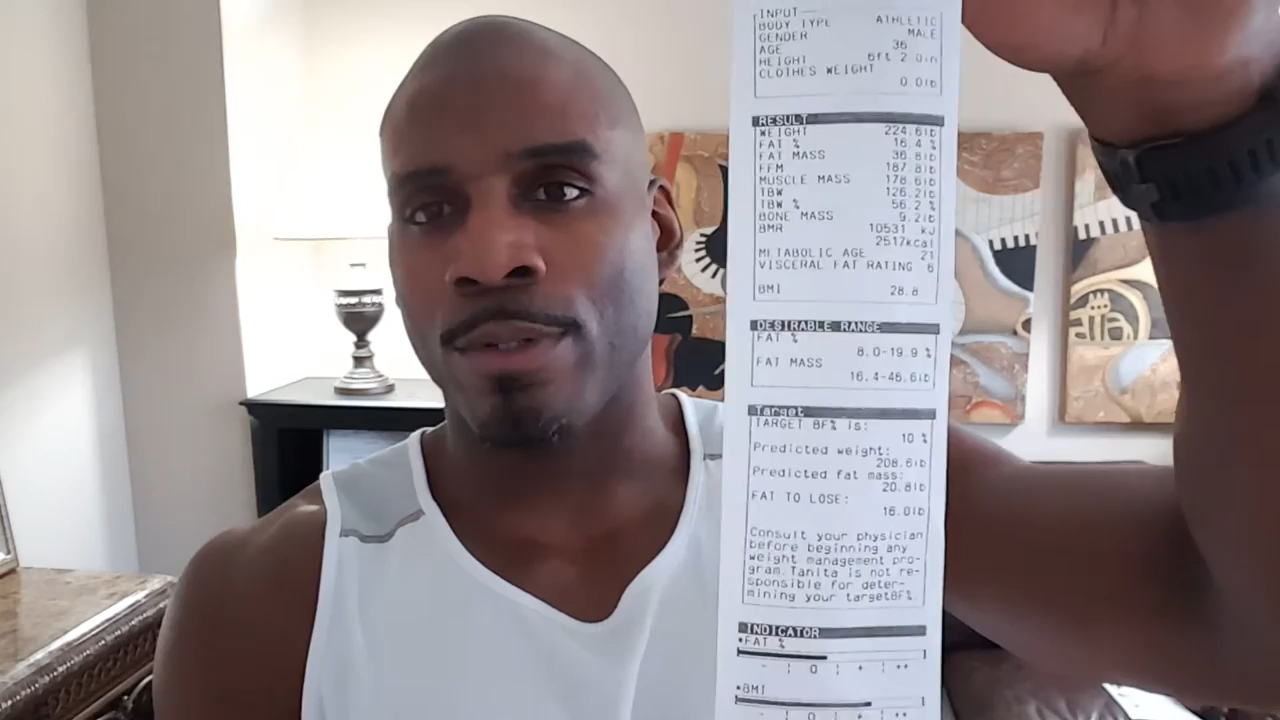 INPUT
BODY TYPE ATHLETIC
GENDER MALE
AGE 36
HEIGHT 6ft 2.0in
CLOTHES WEIGHT
0.0lb
RESULT
WEIGHT 224.6lb
FAT % 16.4 %
FAT MASS 36.8lb
FFM 187.8lb
MUSCLE MASS 178.6lb
TBW 126.2lb
TBW % 56.2 %
BONE MASS 9.2lb
BMR 10531 kJ
2517kcal
METABOLIC AGE 21
VISCERAL FAT RATING 6
BMI 28.8
DESIRABLE RANGE
FAT %
8.0-19.9 %
FAT MASS
16.4-46.6lb
Target
TARGET BF% is:
10 %
Predicted weight:
208.6lb
Predicted fat mass:
20.8lb
FAT TO LOSE:
16.0lb
Consult your physician
before beginning any
weight management pro-
gram.Tanita is not re-
sponsible for deter-
mining your targetBF%.
INDICATOR
*FAT %
- | 0 | + | ++
*BMI
- | 0 | + | ++